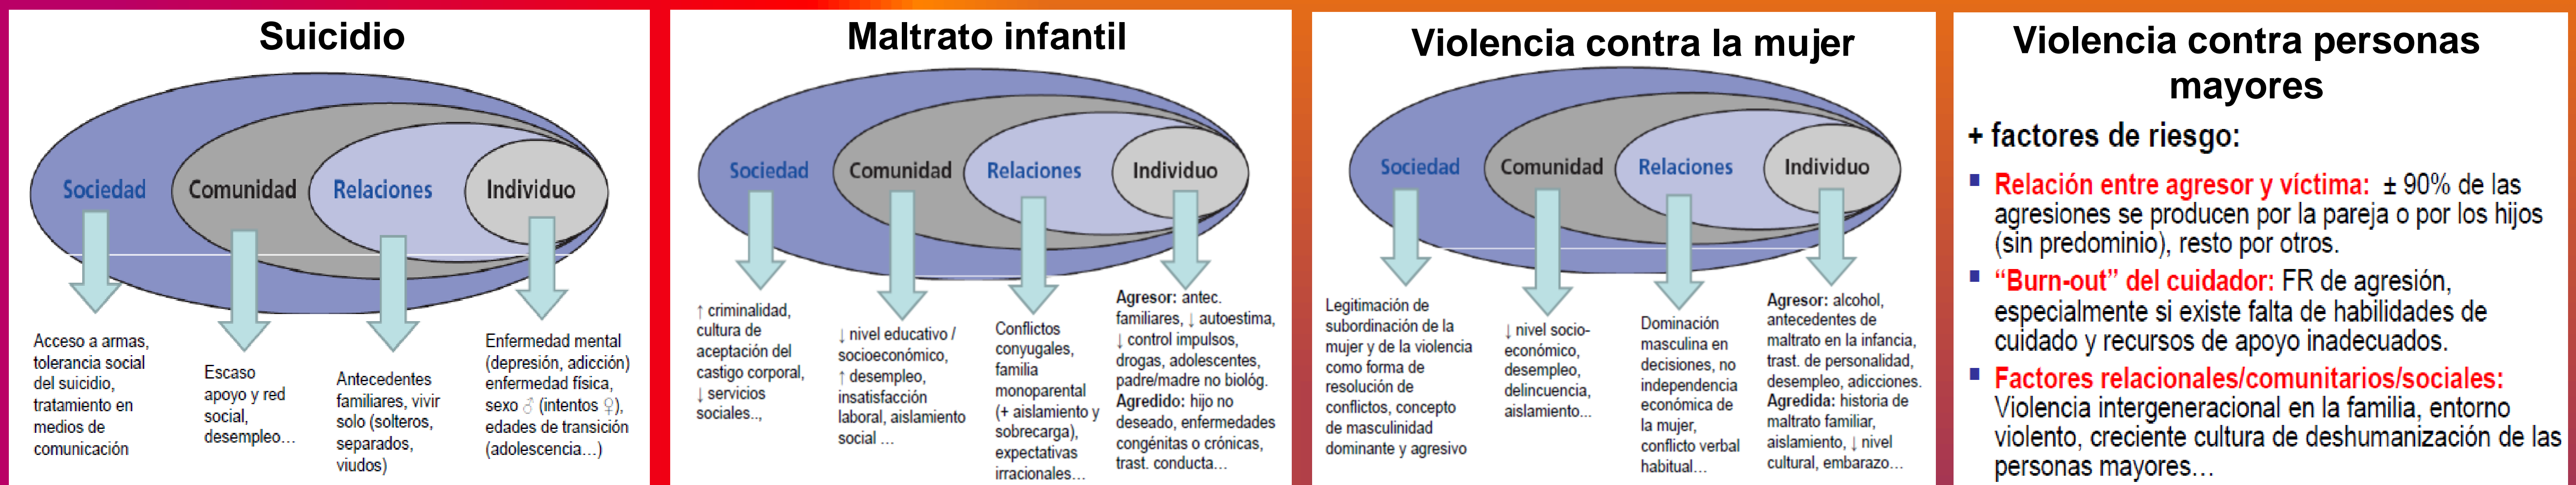 Suicidio
Sociedad
Comunidad
Relaciones
Individuo
Acceso a armas,
tolerancia social
del suicidio,
tratamiento en
medios de
comunicación
Escaso
apoyo y red
social,
desempleo…
Antecedentes
familiares, vivir
solo (solteros,
separados,
viudos)
Enfermedad mental
(depresión, adicción)
enfermedad física,
sexo ♂ (intentos ♀),
edades de transición
(adolescencia…)
Maltrato infantil
Sociedad
Comunidad
Relaciones
Individuo
↑ criminalidad,
cultura de
aceptación del
castigo corporal,
↓ servicios
sociales..,
↓ nivel educativo /
socioeconómico,
↑ desempleo,
insatisfacción
laboral, aislamiento
social …
Conflictos
conyugales,
familia
monoparental
(+ aislamiento y
sobrecarga),
expectativas
irracionales…
Agresor: antec.
familiares, ↓ autoestima,
↓ control impulsos,
drogas, adolescentes,
padre/madre no biológ.
Agredido: hijo no
deseado, enfermedades
congénitas o crónicas,
trast. conducta…
Violencia contra la mujer
Sociedad
Comunidad
Relaciones
Individuo
Legitimación de
subordinación de la
mujer y de la violencia
como forma de
resolución de
conflictos, concepto
de masculinidad
dominante y agresivo
↓ nivel socio-
económico,
desempleo,
delincuencia,
aislamiento…
Dominación
masculina en
decisiones, no
independencia
económica de
la mujer,
conflicto verbal
habitual…
Agresor: alcohol,
antecedentes de
maltrato en la infancia,
trast. de personalidad,
desempleo, adicciones.
Agredida: historia de
maltrato familiar,
aislamiento, ↓ nivel
cultural, embarazo…
Violencia contra personas
mayores
+ factores de riesgo:
▪ Relación entre agresor y víctima: ± 90% de las
agresiones se producen por la pareja o por los hijos
(sin predominio), resto por otros.
▪ “Burn-out” del cuidador: FR de agresión,
especialmente si existe falta de habilidades de
cuidado y recursos de apoyo inadecuados.
▪ Factores relacionales/comunitarios/sociales:
Violencia intergeneracional en la familia, entorno
violento, creciente cultura de deshumanización de las
personas mayores…